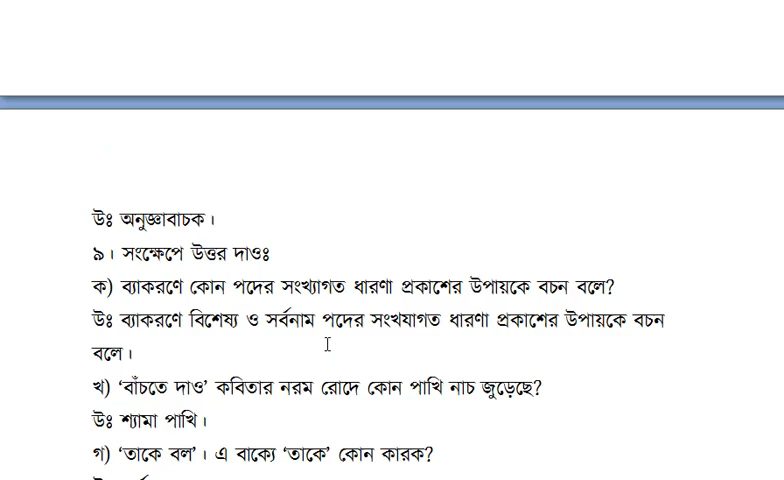 উঃ অনুজ্ঞাবাচক।
৯। সংক্ষেপে উত্তর দাওঃ
ক) ব্যাকরণে কোন পদের সংখ্যাগত ধারণা প্রকাশের উপায়কে বচন বলে?
উঃ ব্যাকরণে বিশেষ্য ও সর্বনাম পদের সংখযাগত ধারণা প্রকাশের উপায়কে বচন
বলে।
খ) ‘বাঁচতে দাও’ কবিতার নরম রোদে কোন পাখি নাচ জুড়েছে?
উঃ শ্যামা পাখি।
গ) ‘তাকে বল’। এ বাক্যে ‘তাকে’ কোন কারক?